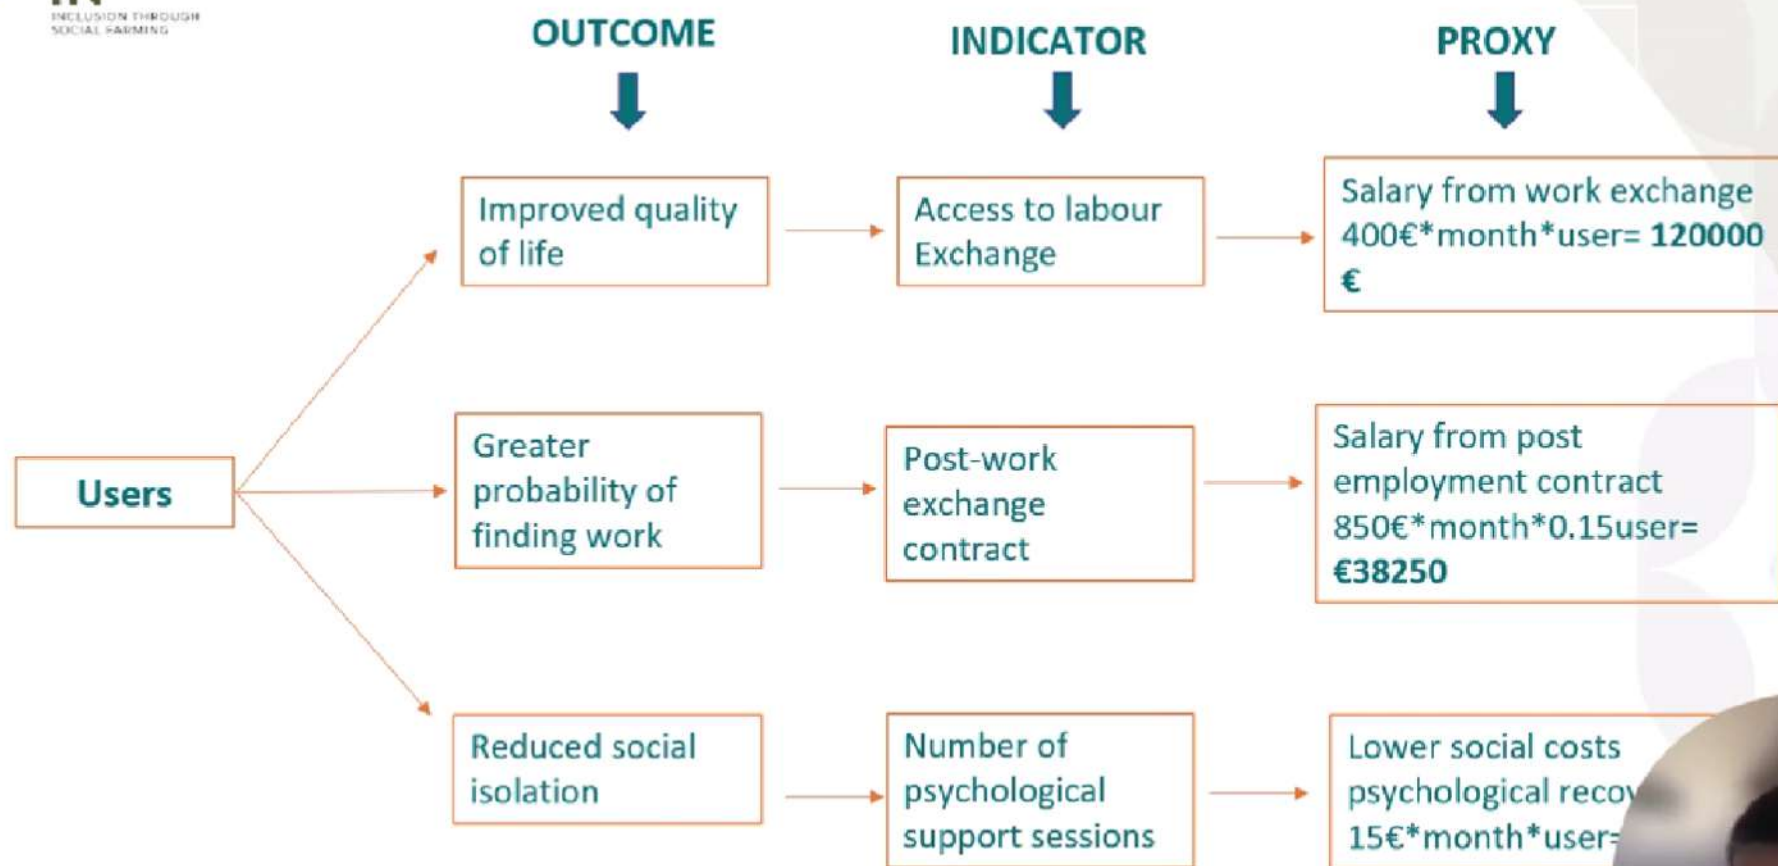 INCLUSION THROUGH
SOCIAL FARMING
OUTCOME
INDICATOR
PROXY
Users
Improved quality
of life
Access to labour
Exchange
Salary from work exchange
400€*month*user= 120000
€
Greater
probability of
finding work
Post-work
exchange
contract
Salary from post
employment contract
850€*month*0.15user=
€38250
Reduced social
isolation
Number of
psychological
support sessions
Lower social costs
psychological
15€*month*user=